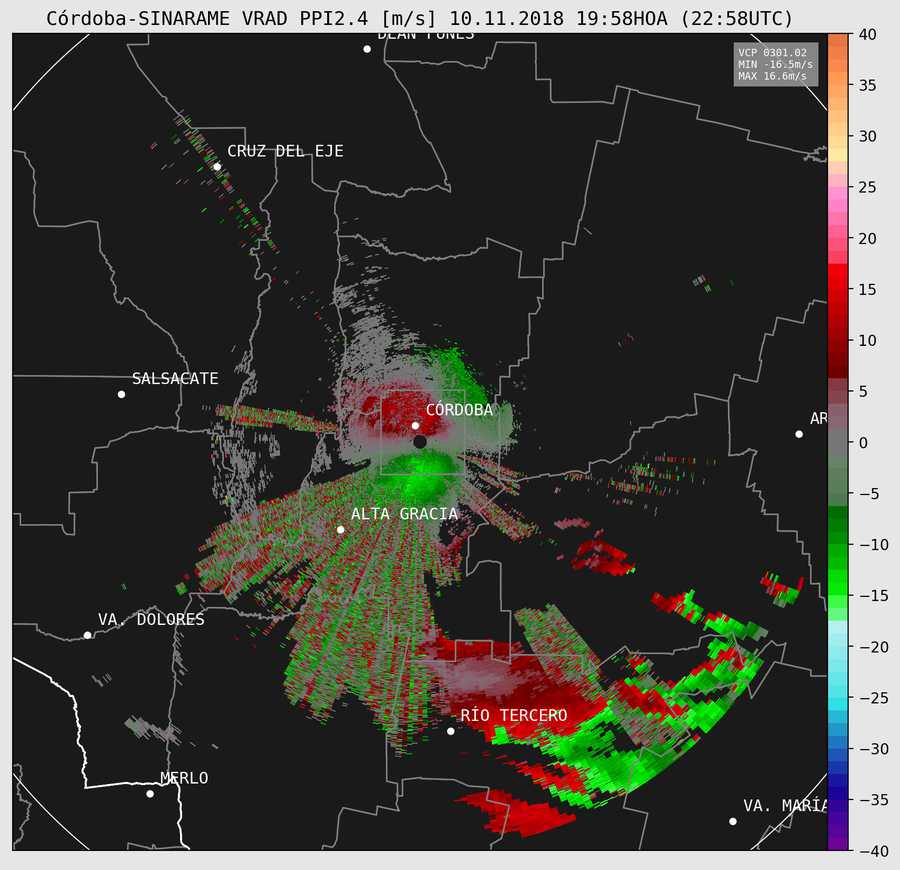 Córdoba-SINARAME VRAD PPI2.4 [m/s] 10.11.2018 19:58HOA (22:58UTC)
DEAN FUNES
VCP 0301.02
MIN -16.5m/s
MAX 16.6m/s
CRUZ DEL EJE
SALSACATE
CÓRDOBA
AR
ALTA GRACIA
VA. DOLORES
RÍO TERCERO
MERLO
VA. MARÍA
40
35
30
25
20
15
10
5
0
−5
−10
−15
−20
−25
−30
−35
−40